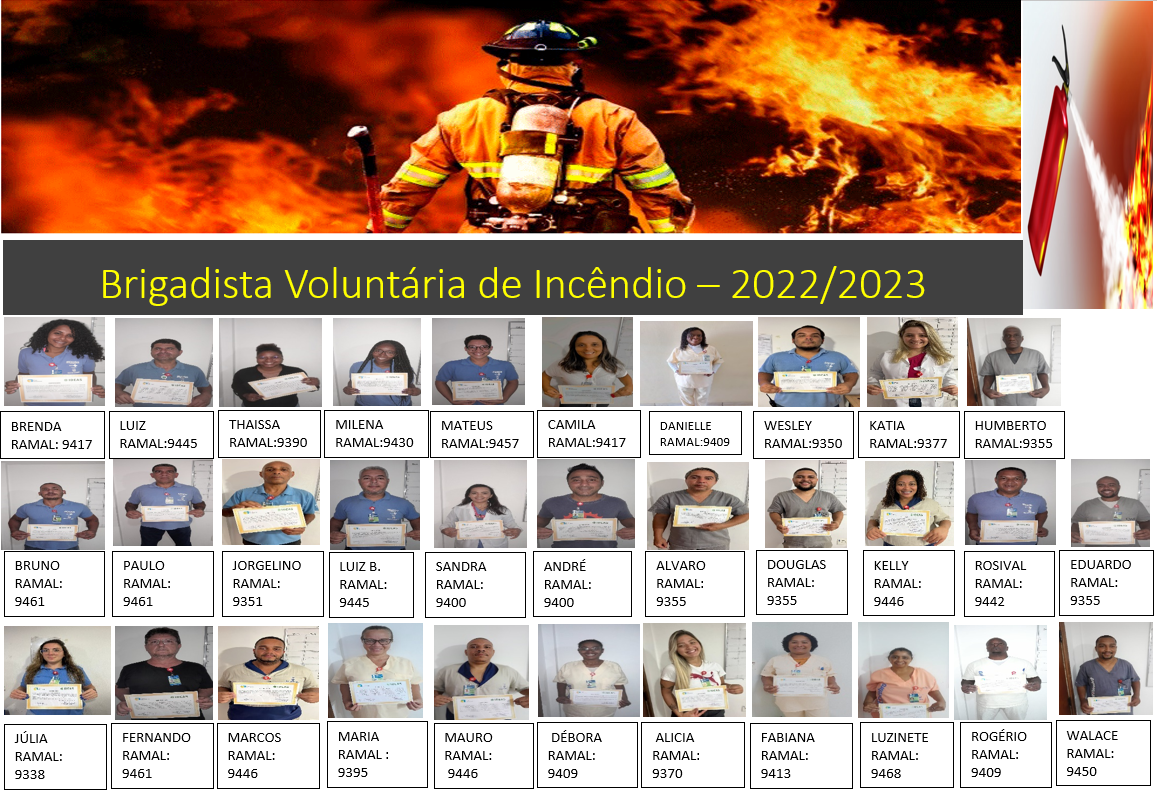 Brigadista Voluntária de Incêndio – 2022/2023
BRENDA
RAMAL: 9417
LUIZ
RAMAL:9445
THAISSA
RAMAL:9390
MILENA
RAMAL:9430
MATEUS
RAMAL:9457
CAMILA
RAMAL:9417
DANIELLE
RAMAL:9409
WESLEY
RAMAL:9350
KATIA
RAMAL:9377
HUMBERTO
RAMAL:9355
BRUNO
RAMAL:
9461
PAULO
RAMAL:
9461
JORGELINO
RAMAL:
9351
LUIZ B.
RAMAL:
9445
SANDRA
RAMAL:
9400
ANDRÉ
RAMAL:
9400
ALVARO
RAMAL:
9355
DOUGLAS
RAMAL:
9355
KELLY
RAMAL:
9446
ROSIVAL
RAMAL:
9442
EDUARDO
RAMAL:
9355
JÚLIA
RAMAL:
9338
FERNANDO
RAMAL:
9461
MARCOS
RAMAL:
9446
MARIA
RAMAL :
9395
MAURO
RAMAL:
9446
DÉBORA
RAMAL:
9409
ALICIA
RAMAL:
9370
FABIANA
RAMAL:
9413
LUZINETE
RAMAL:
9468
ROGÉRIO
RAMAL:
9409
WALACE
RAMAL:
9450